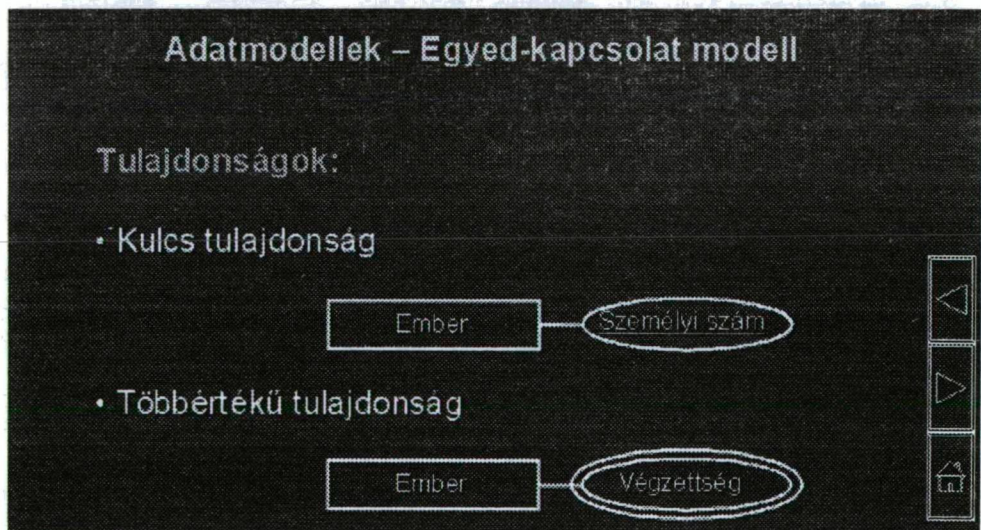 Adatmodellek – Egyed-kapcsolat modell
Tulajdonságok:
• Kulcs tulajdonság
Ember
Személyi szám
• Többértékű tulajdonság
Ember
Végzettség